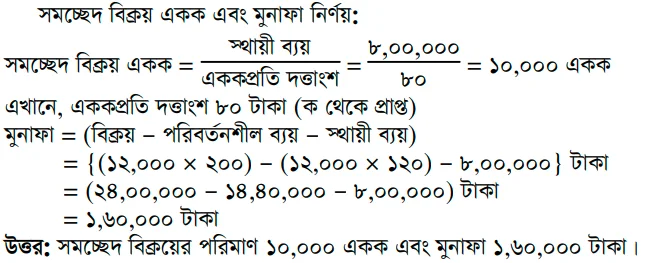 সমচ্ছেদ বিক্রয় একক এবং মুনাফা নির্ণয়:
সমচ্ছেদ বিক্রয় একক = স্থায়ী ব্যয় / এককপ্রতি দত্তাংশ = ৮,০০,০০০ / ৮০ = ১০,০০০ একক
এখানে, এককপ্রতি দত্তাংশ ৮০ টাকা (ক থেকে প্রাপ্ত)
মুনাফা = (বিক্রয় – পরিবর্তনশীল ব্যয় – স্থায়ী ব্যয়)
= {(১২,০০০ × ২০০) – (১২,০০০ × ১২০) – ৮,০০,০০০} টাকা
= (২৪,০০,০০০ – ১৪,৪০,০০০ – ৮,০০,০০০) টাকা
= ১,৬০,০০০ টাকা
উত্তর: সমচ্ছেদ বিক্রয়ের পরিমাণ ১০,০০০ একক এবং মুনাফা ১,৬০,০০০ টাকা।